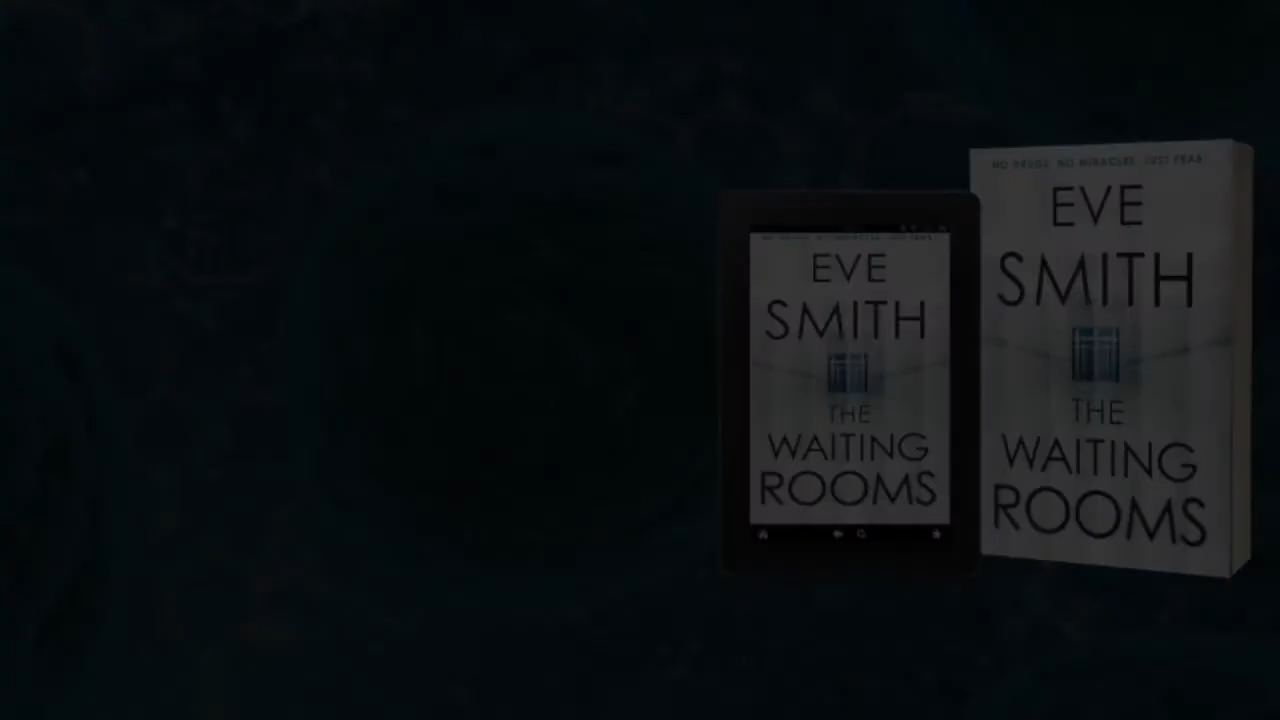 EVE
SMITH
THE
WAITING
ROOMS
NO DRUGS. NO MIRACLES. JUST FEAR.
EVE
SMITH
THE
WAITING
ROOMS